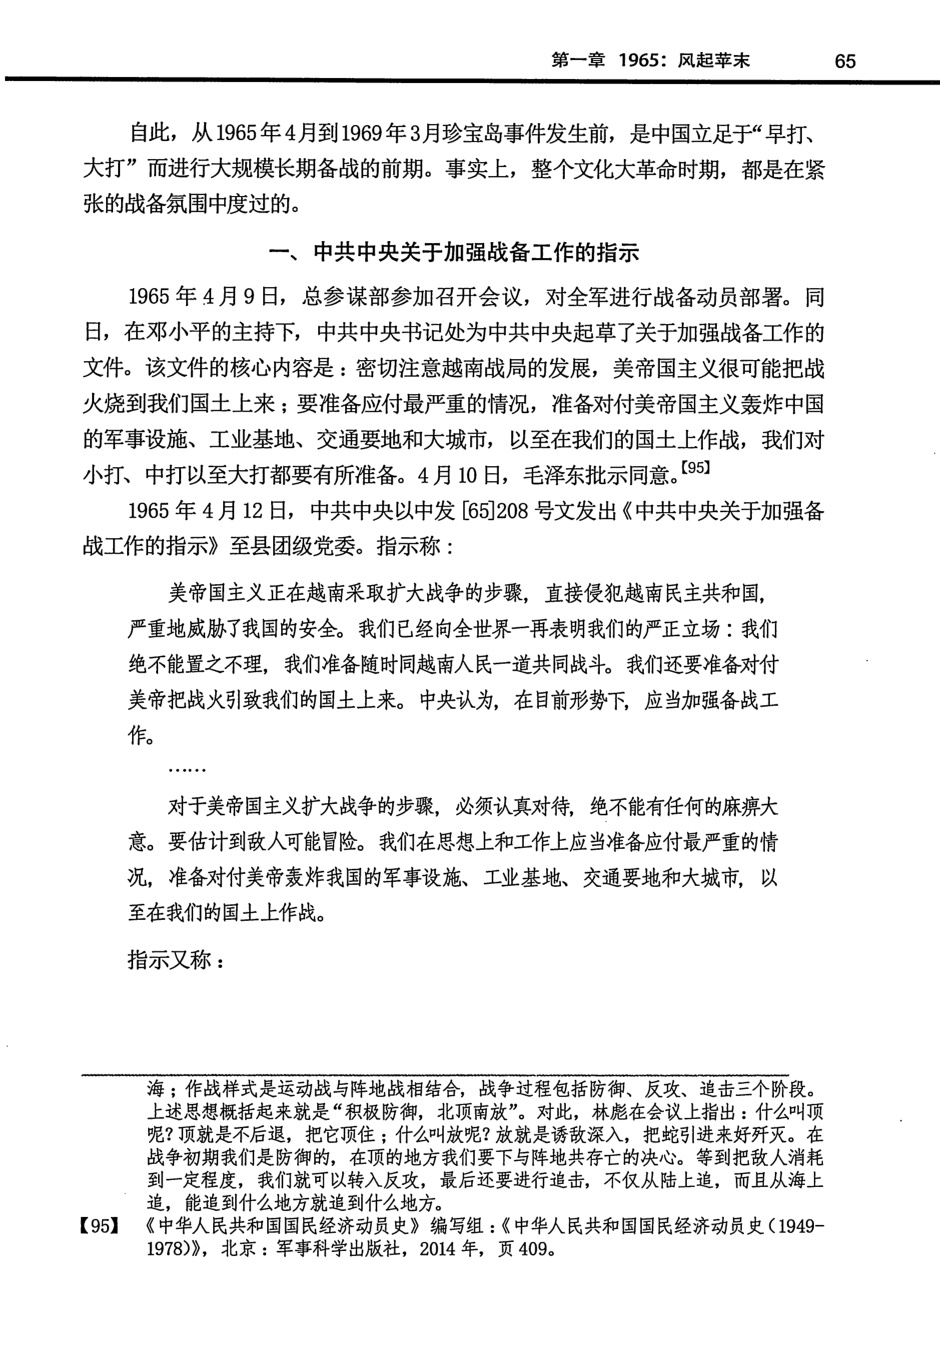 第一章 1965：风起苹末 65
自此，从1965年4月到1969年3月珍宝岛事件发生前，是中国立足于“早打、
大打”而进行大规模长期备战的前期。事实上，整个文化大革命时期，都是在紧
张的战备氛围中度过的。
一、中共中央关于加强战备工作的指示
1965 年 4 月 9 日，总参谋部参加召开会议，对全军进行战备动员部署。同
日，在邓小平的主持下，中共中央书记处为中共中央起草了关于加强战备工作的
文件。该文件的核心内容是：密切注意越南战局的发展，美帝国主义很可能把战
火烧到我们国土上来；要准备应付最严重的情况，准备对付美帝国主义轰炸中国
的军事设施、工业基地、交通要地和大城市，以至在我们的国土上作战，我们对
小打、中打以至大打都要有所准备。4 月 10 日，毛泽东批示同意。【95】
1965 年 4 月 12 日，中共中央以中发 [65]208 号文发出《中共中央关于加强备
战工作的指示》至县团级党委。指示称：
美帝国主义正在越南采取扩大战争的步骤，直接侵犯越南民主共和国，
严重地威胁了我国的安全。我们已经向全世界一再表明我们的严正立场：我们
绝不能置之不理，我们准备随时同越南人民一道共同战斗。我们还要准备对付
美帝把战火引致我们的国土上来。中央认为，在目前形势下，应当加强备战工
作。
……
对于美帝国主义扩大战争的步骤，必须认真对待，绝不能有任何的麻痹大
意。要估计到敌人可能冒险。我们在思想上和工作上应当准备应付最严重的情
况，准备对付美帝轰炸我国的军事设施、工业基地、交通要地和大城市，以
至在我们的国土上作战。
指示又称：
海；作战样式是运动战与阵地战相结合，战争过程包括防御、反攻、追击三个阶段。
上述思想概括起来就是“积极防御，北顶南放”。对此，林彪在会议上指出：什么叫顶
呢？顶就是不后退，把它顶住；什么叫放呢？放就是诱敌深入，把蛇引进来好歼灭。在
战争初期我们是防御的，在顶的地方我们要下与阵地共存亡的决心。等到把敌人消耗
到一定程度，我们就可以转入反攻，最后还要进行追击，不仅从陆上追，而且从海上
追，能追到什么地方就追到什么地方。
【95】 《中华人民共和国国民经济动员史》编写组：《中华人民共和国国民经济动员史（1949-
1978）》，北京：军事科学出版社，2014 年，页 409。